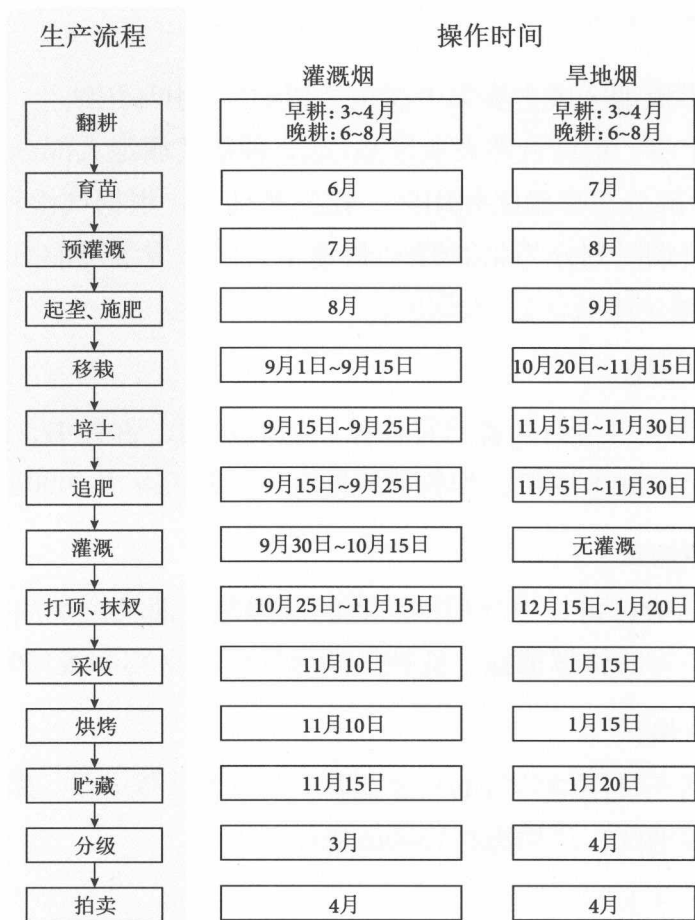 生产流程 操作时间
灌溉烟 旱地烟
翻耕 早耕：3~4月 早耕：3~4月
晚耕：6~8月 晚耕：6~8月
育苗 6月 7月
预灌溉 7月 8月
起垄、施肥 8月 9月
移栽 9月1日~9月15日 10月20日~11月15日
培土 9月15日~9月25日 11月5日~11月30日
追肥 9月15日~9月25日 11月5日~11月30日
灌溉 9月30日~10月15日 无灌溉
打顶、抹杈 10月25日~11月15日 12月15日~1月20日
采收 11月10日 1月15日
烘烤 11月10日 1月15日
贮藏 11月15日 1月20日
分级 3月 4月
拍卖 4月 4月